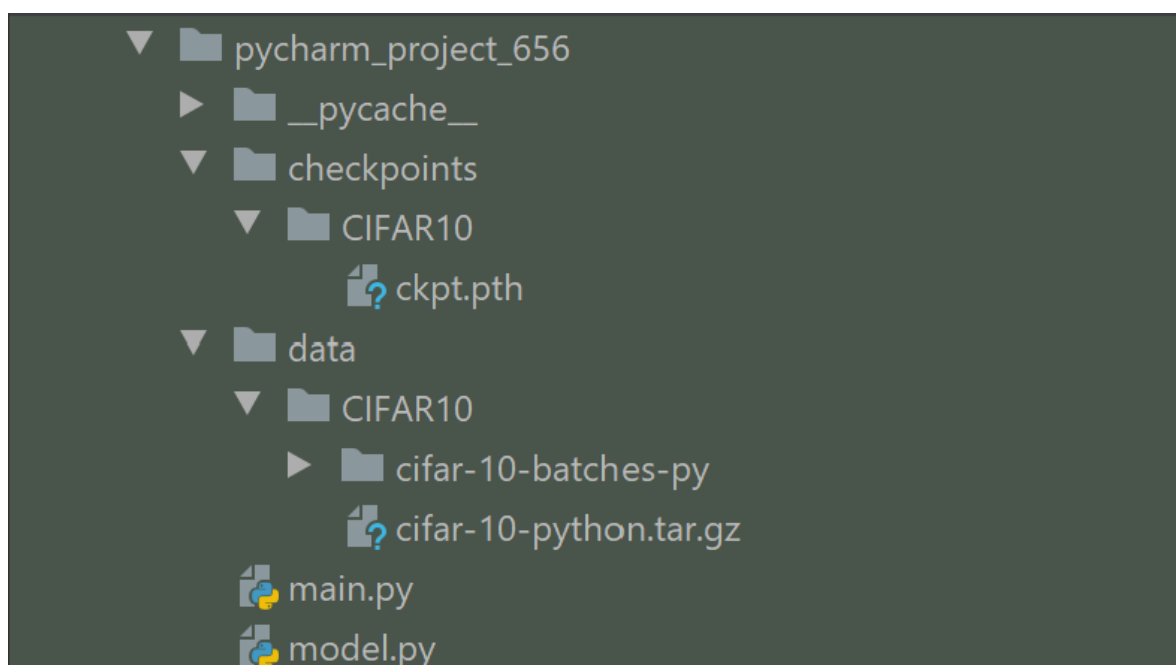 pycharm_project_656
__pycache__
checkpoints
CIFAR10
ckpt.pth
data
CIFAR10
cifar-10-batches-py
cifar-10-python.tar.gz
main.py
model.py